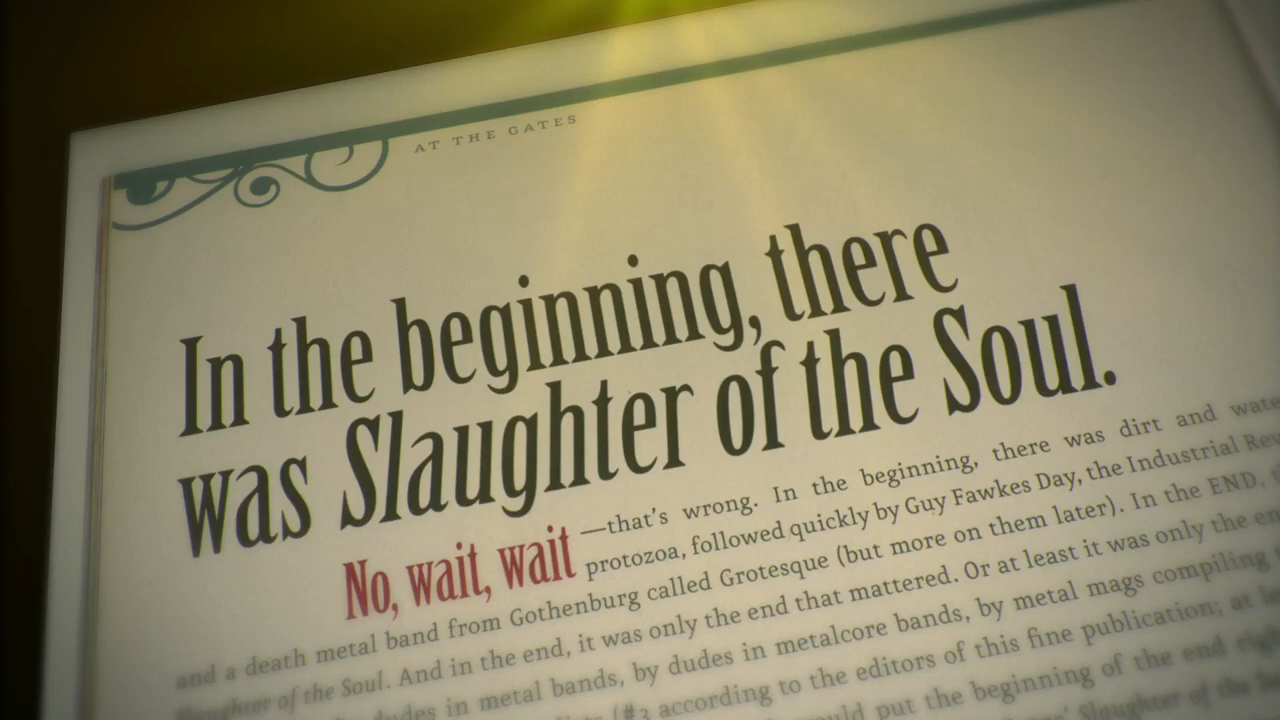 AT THE GATES
In the beginning, there
was Slaughter of the Soul.
No, wait, wait —that's wrong. In the beginning, there was dirt and
protozoa, followed quickly by Guy Fawkes Day, the Industrial
and a death metal band from Gothenburg called Grotesque (but more on them later). In the END,
Slaughter of the Soul. And in the end, it was only the end that mattered. Or at least it was only the
dudes in metal bands, by dudes in metalcore bands, by metal mags compiling
(#3 according to the editors of this fine publication; at
would put the beginning of the end
Slaughter of the